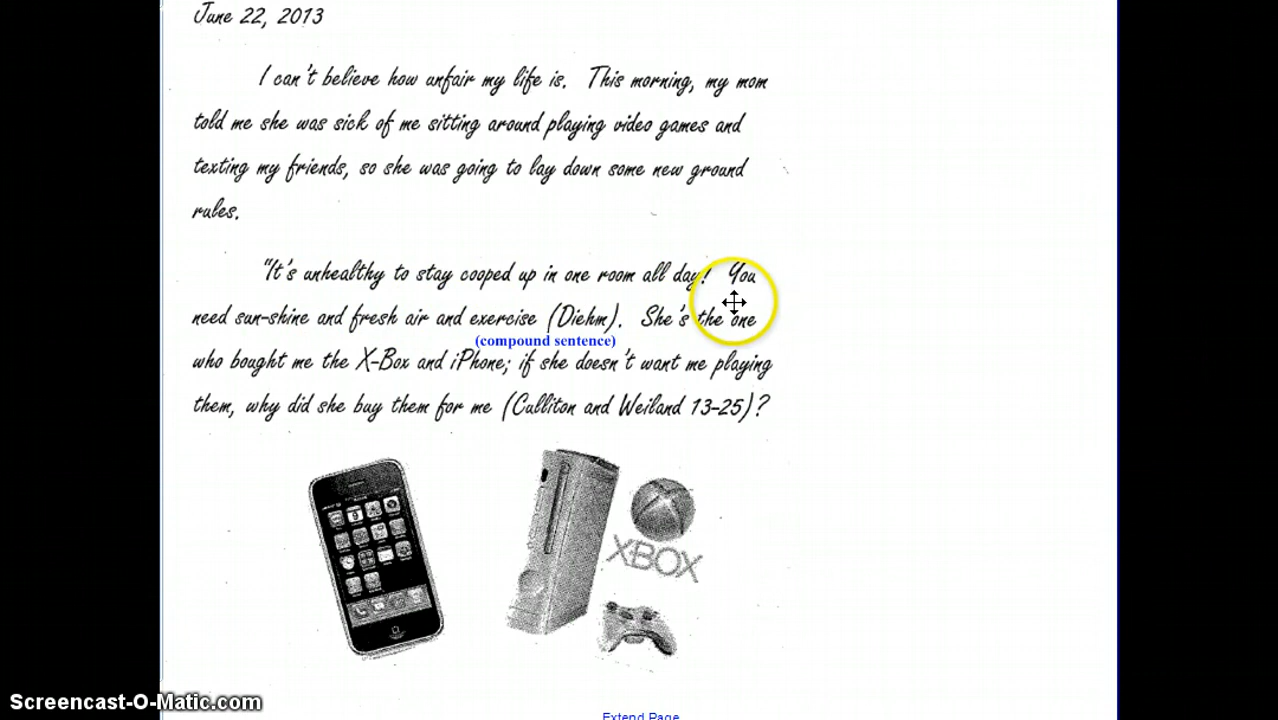 June 22, 2013
I can't believe how unfair my life is. This morning, my mom
told me she was sick of me sitting around playing video games and
texting my friends, so she was going to lay down some new ground
rules.
"It's unhealthy to stay cooped up in one room all day! You
need sun-shine and fresh air and exercise (Diehm). She's the one
(compound sentence)
who bought me the X-Box and iPhone; if she doesn't want me playing
them, why did she buy them for me (Culliton and Weiland 13-25)?
XBOX
Screencast-O-Matic.com
Extend Page